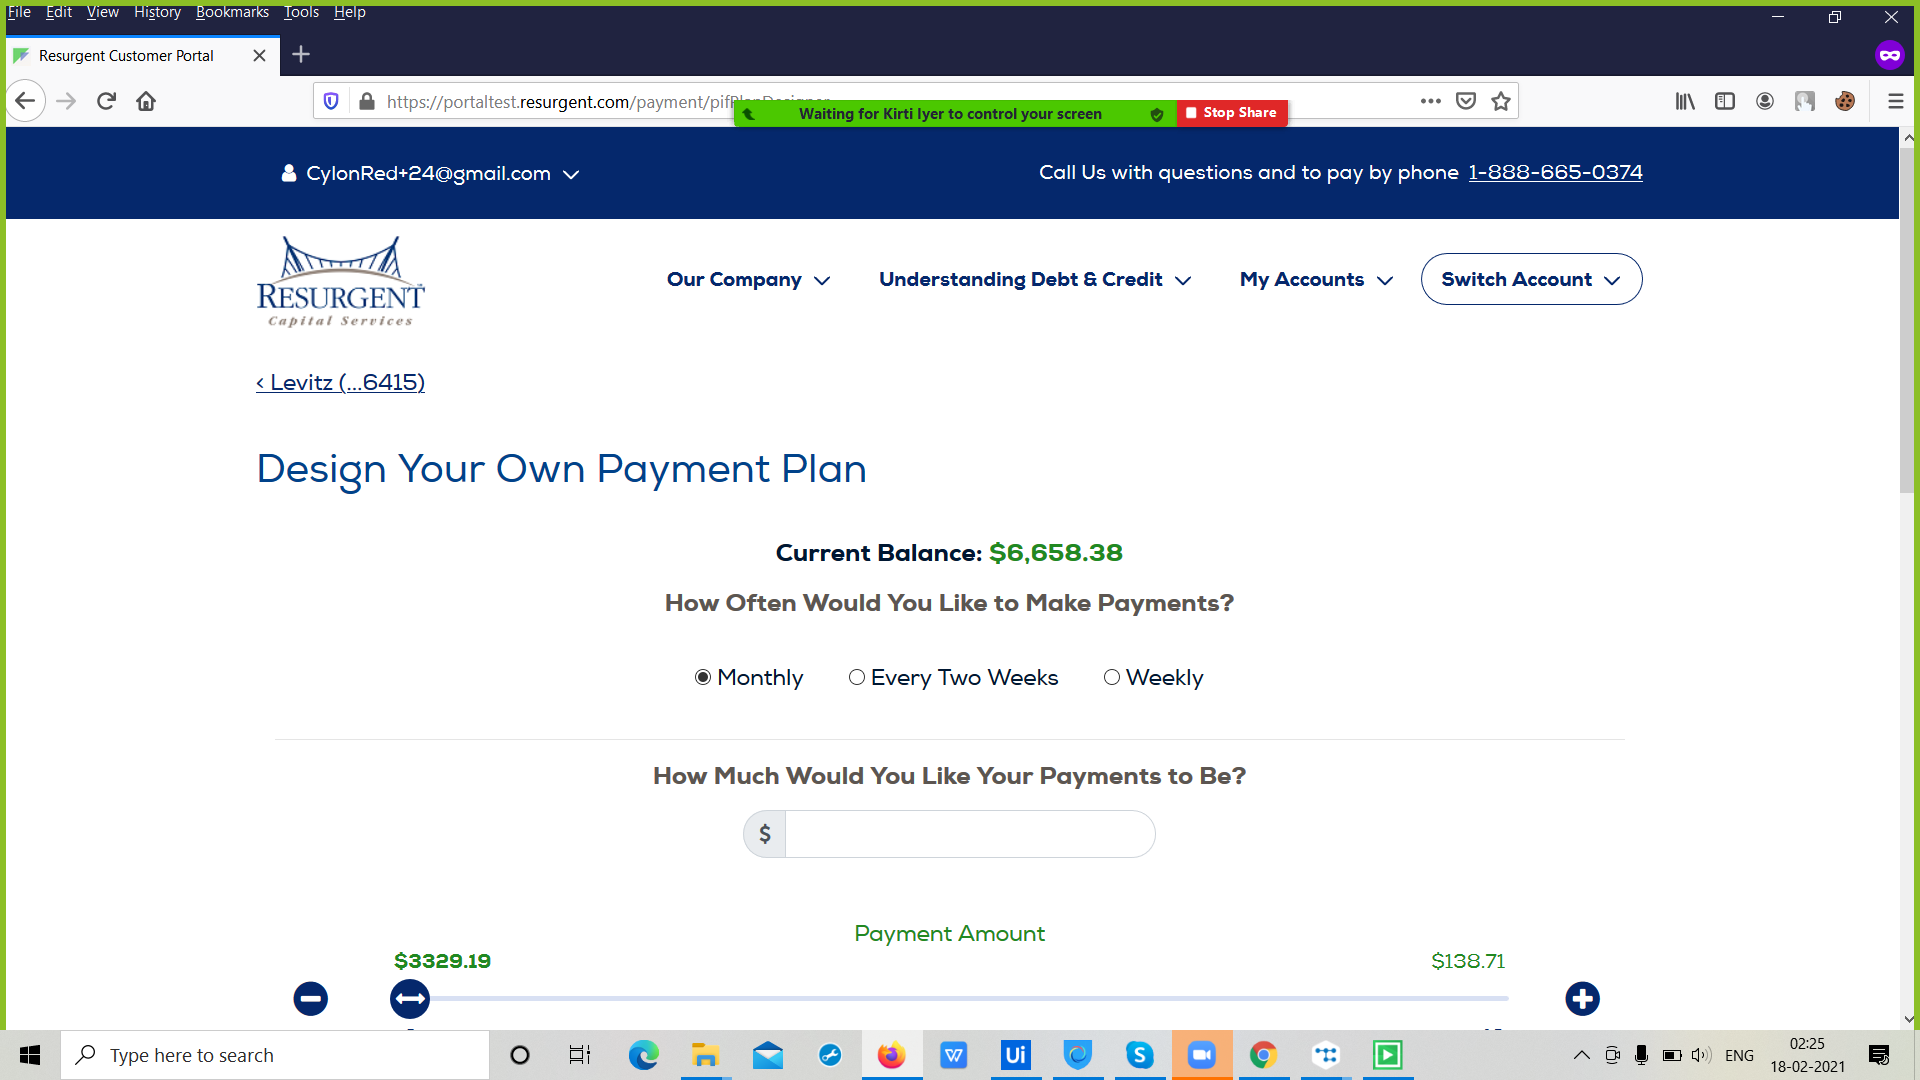 File Edit View History Bookmarks Tools Help
Resurgent Customer Portal
https://portaltest.resurgent.com/payment/pifPlanDesigner
Waiting for Kirti Iyer to control your screen
Stop Share
CylonRed+24@gmail.com
Call Us with questions and to pay by phone 1-888-665-0374
RESURGENT
Capital Services
Our Company
Understanding Debt & Credit
My Accounts
Switch Account
< Levitz (...6415)
Design Your Own Payment Plan
Current Balance: $6,658.38
How Often Would You Like to Make Payments?
Monthly
Every Two Weeks
Weekly
How Much Would You Like Your Payments to Be?
$
Payment Amount
$3329.19
$138.71
Type here to search
ENG
02:25
18-02-2021